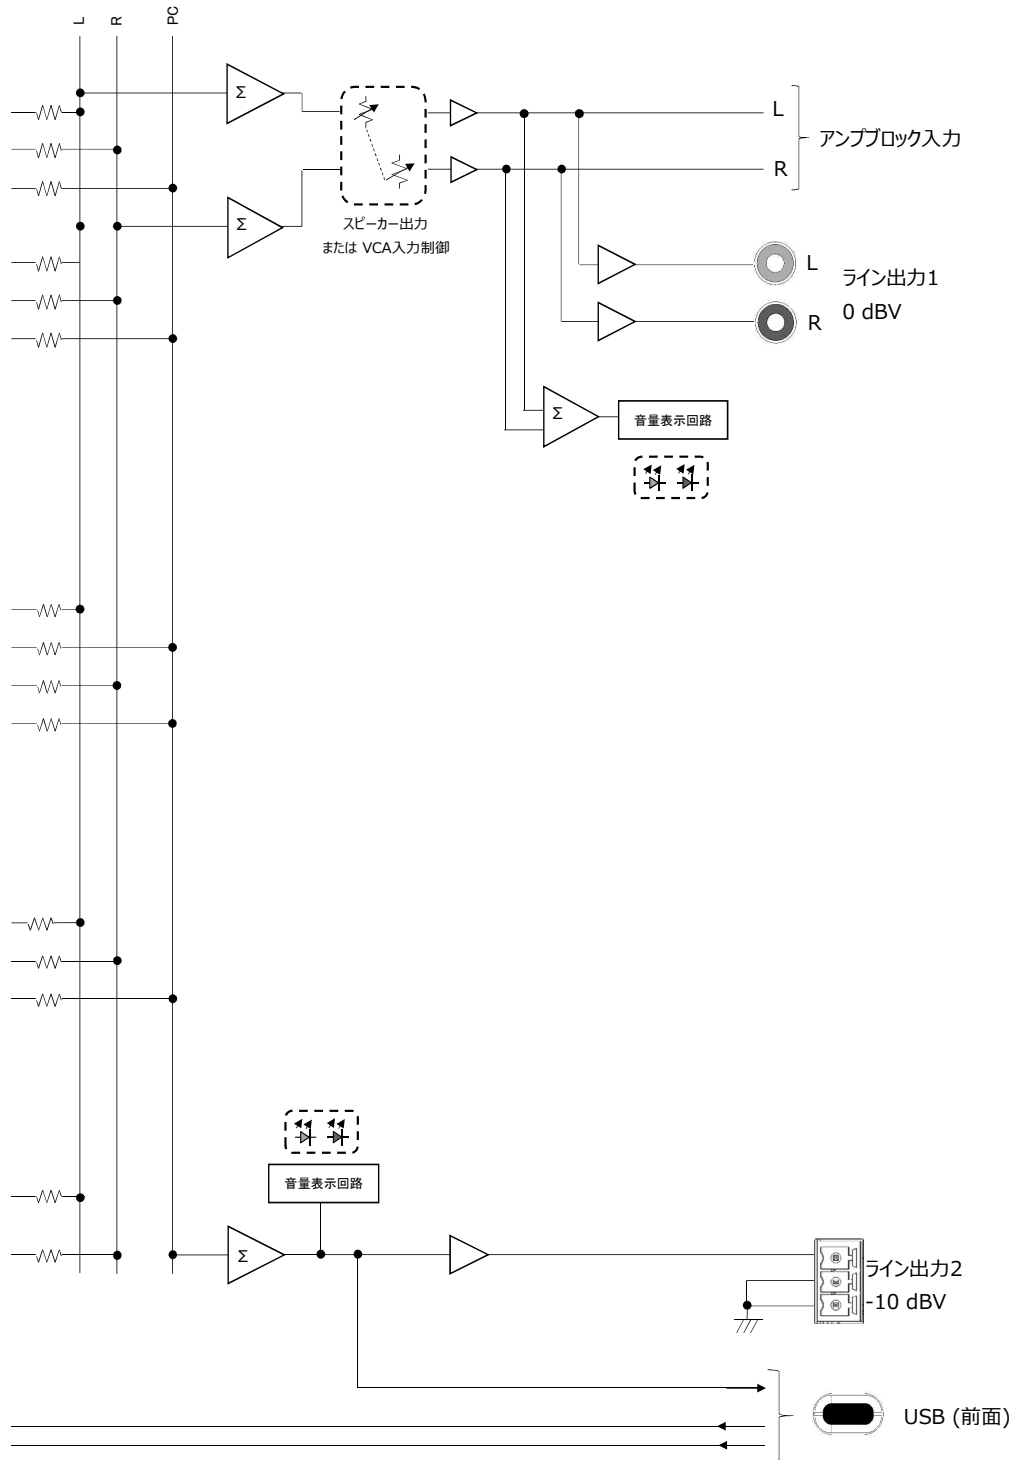 L
R
PC
Σ
Σ
スピーカー出力
または VCA入力制御
L
R
アンプブロック入力
L
R
ライン出力1
0 dBV
Σ
音量表示回路
音量表示回路
Σ
ライン出力2
-10 dBV
USB (前面)